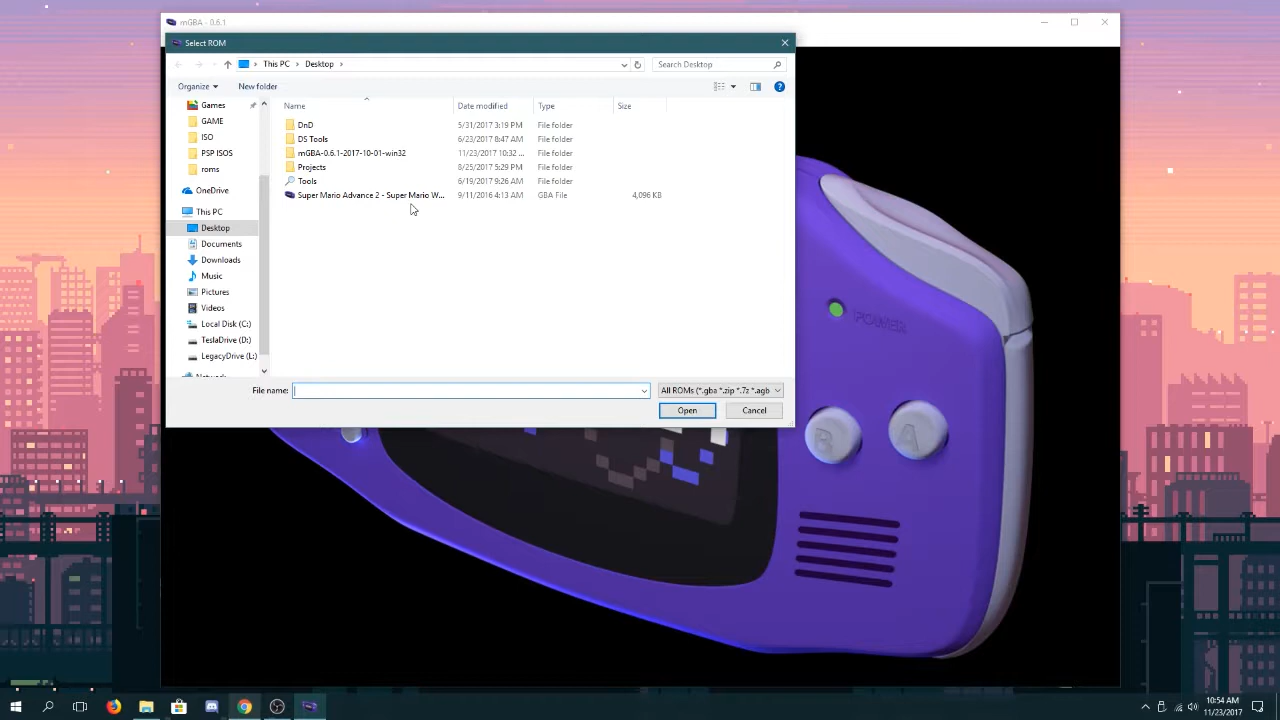 mGBA - 0.6.1
Select ROM
This PC > Desktop >
Search Desktop
Organize
New folder
Games
GAME
ISO
PSP ISOS
roms
OneDrive
This PC
Desktop
Documents
Downloads
Music
Pictures
Videos
Local Disk (C:)
TeslaDrive (D:)
LegacyDrive (L:)
Name Date modified Type Size
DnD 5/31/2017 3:19 PM File folder
DS Tools 6/23/2017 8:47 AM File folder
mGBA-0.6.1-2017-10-01-win32 11/23/2017 10:32 ... File folder
Projects 8/25/2017 5:29 PM File folder
Tools 6/19/2017 9:26 AM File folder
Super Mario Advance 2 - Super Mario W... 9/11/2016 4:13 AM GBA File 4,096 KB
File name:
All ROMs (*.gba *.zip *.7z *.agb
Open
Cancel
POWER
B
A
10:54 AM
11/23/2017